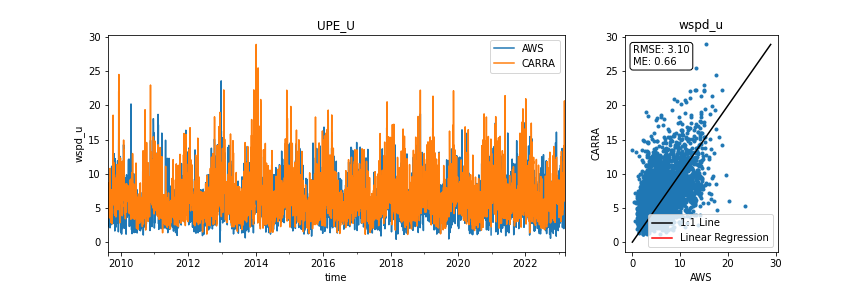 UPE_U
wspd_u
30
25
20
15
10
5
0
2010
2012
2014
2016
2018
2020
2022
time
AWS
CARRA
wspd_u
CARRA
30
25
20
15
10
5
0
0
10
20
30
AWS
RMSE: 3.10
ME: 0.66
1:1 Line
Linear Regression